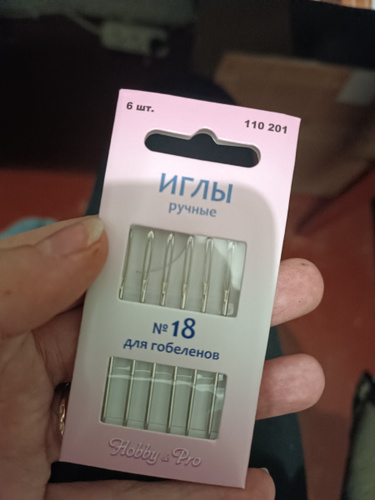 6 шт.
110 201
ИГЛЫ
ручные
№18
для гобеленов
Hobby & Pro